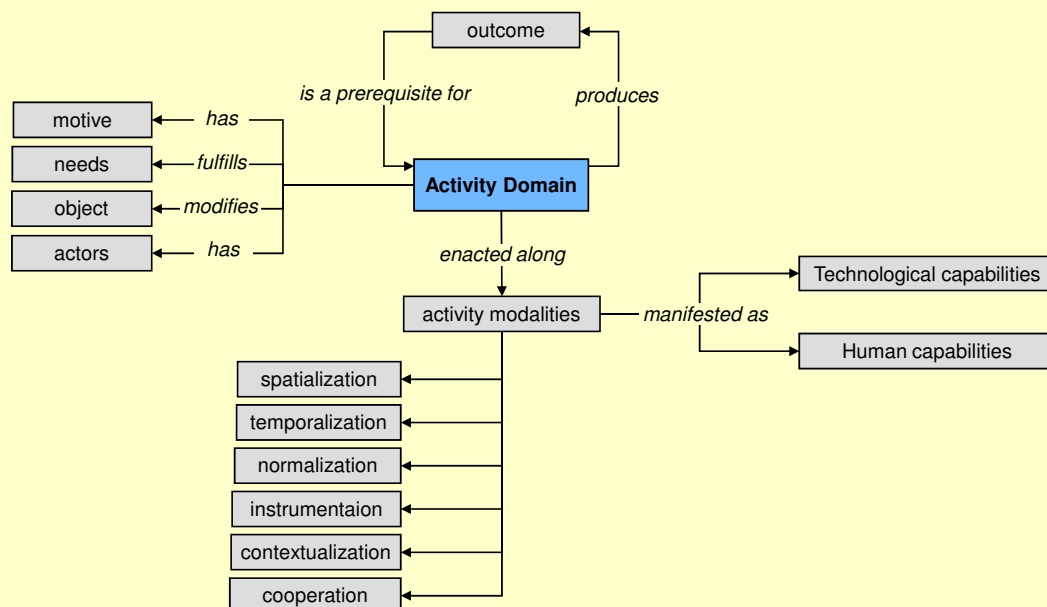 outcome
is a prerequisite for
produces
motive
has
needs
fulfills
object
modifies
actors
has
Activity Domain
enacted along
activity modalities
manifested as
Technological capabilities
Human capabilities
spatialization
temporalization
normalization
instrumentaion
contextualization
cooperation